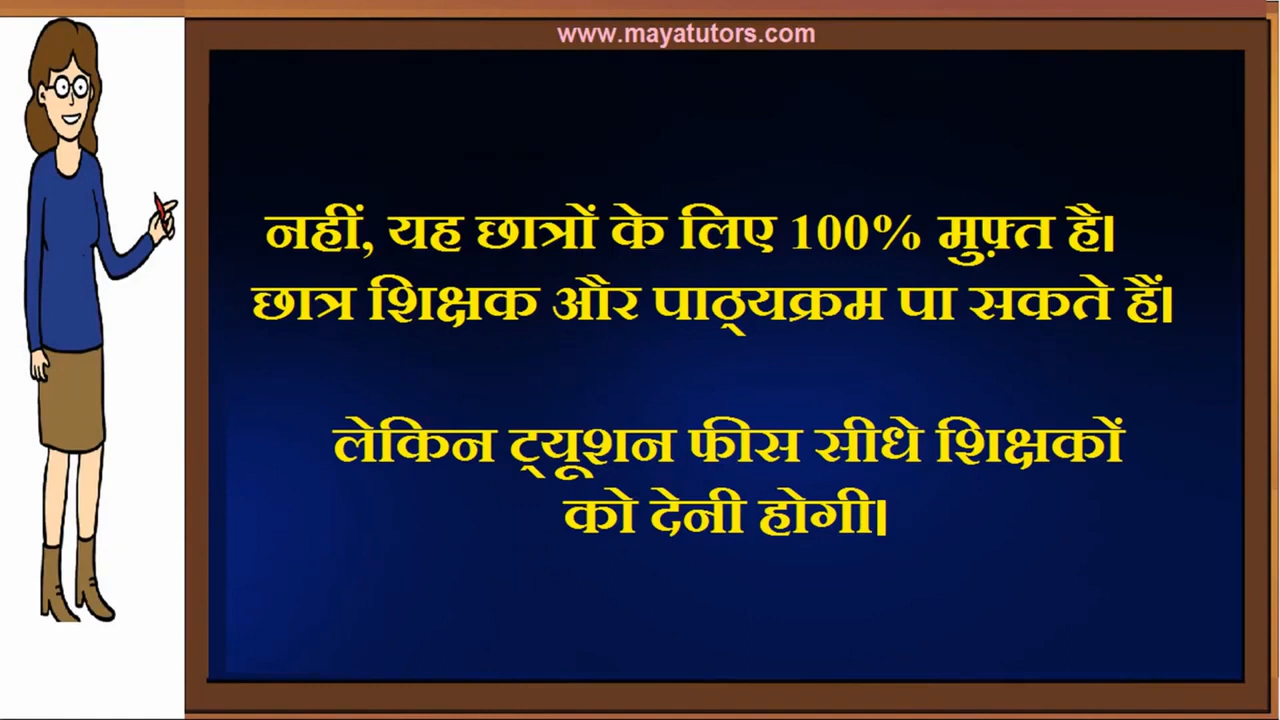 www.mayatutors.com
नहीं, यह छात्रों के लिए 100% मुफ़्त है।
छात्र शिक्षक और पाठ्यक्रम पा सकते हैं।
लेकिन ट्यूशन फीस सीधे शिक्षकों
को देनी होगी।